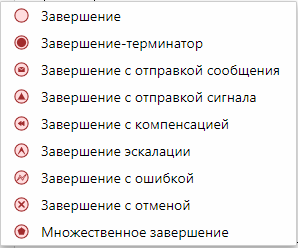 Завершение
Завершение-терминатор
Завершение с отправкой сообщения
Завершение с отправкой сигнала
Завершение с компенсацией
Завершение эскалации
Завершение с ошибкой
Завершение с отменой
Множественное завершение